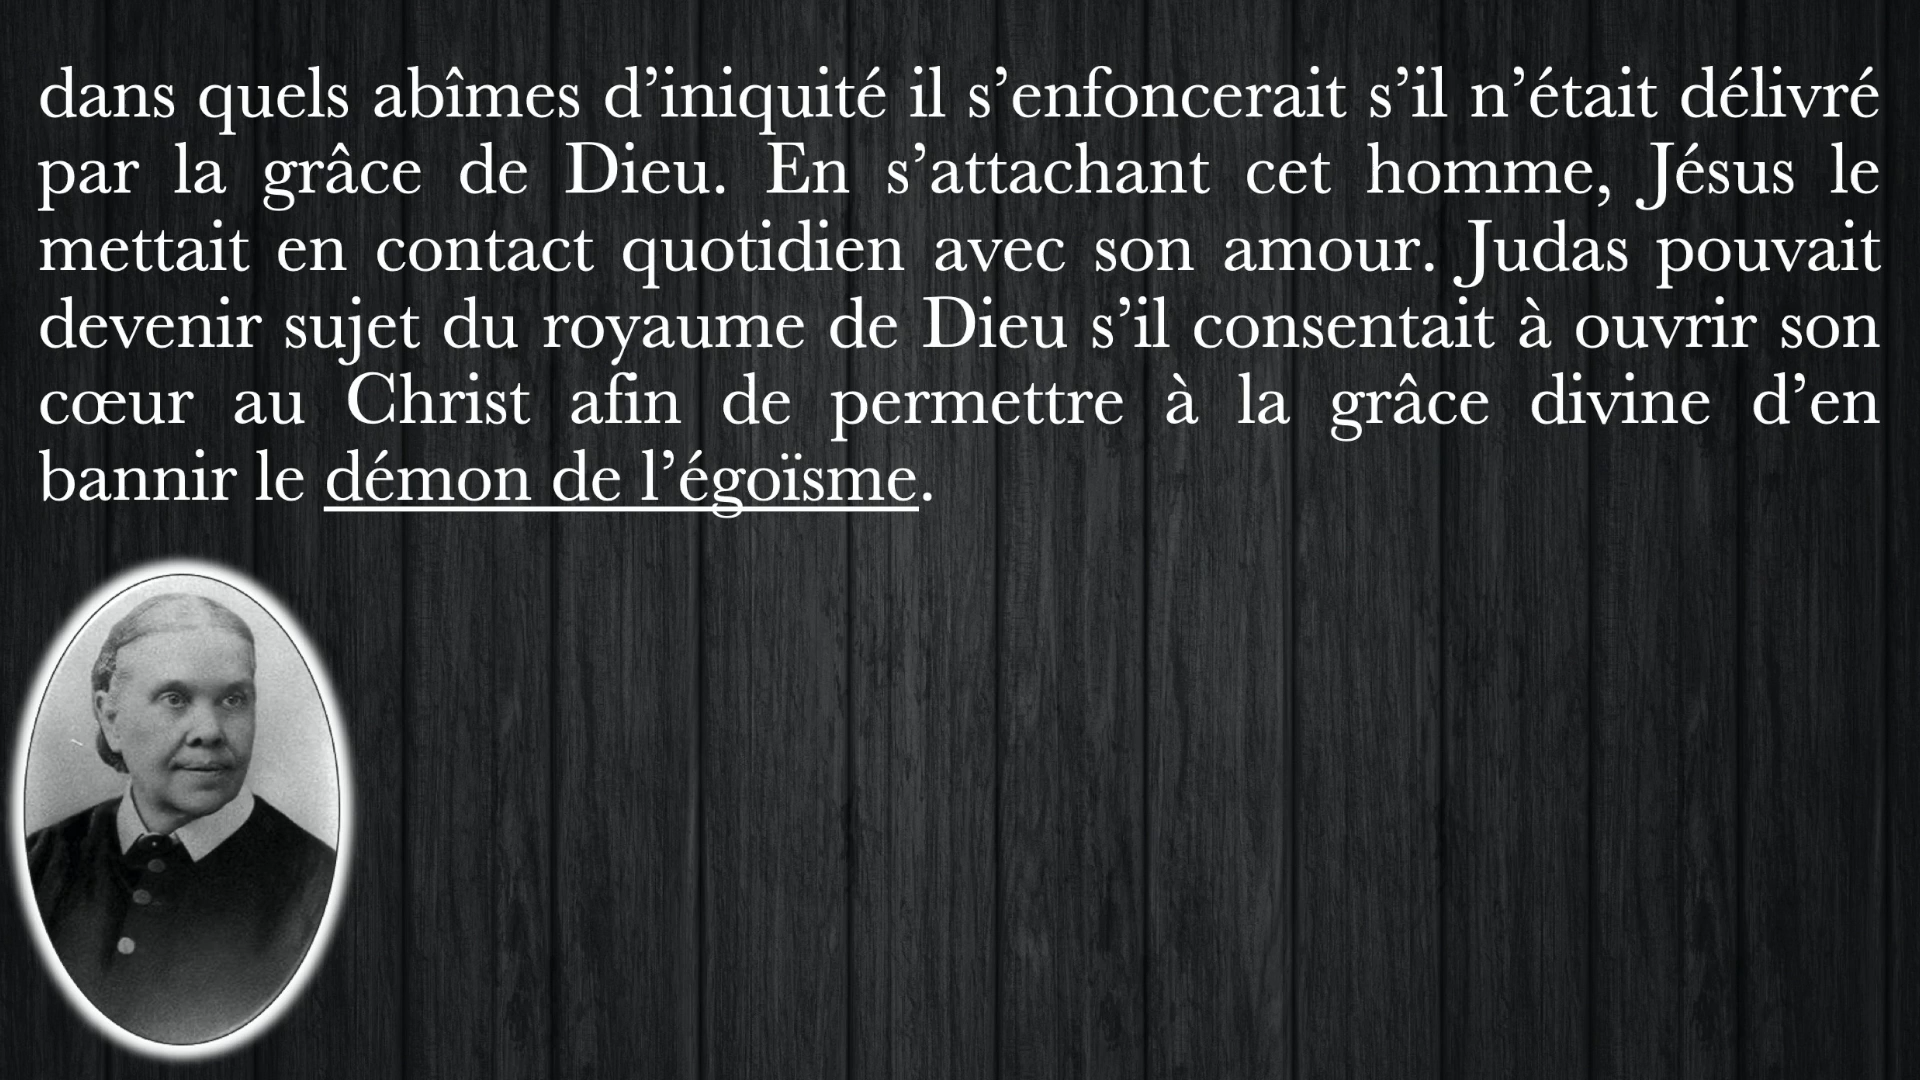 dans quels abîmes d’iniquité il s’enfoncerait s’il n’était délivré
par la grâce de Dieu. En s’attachant cet homme, Jésus le
mettait en contact quotidien avec son amour. Judas pouvait
devenir sujet du royaume de Dieu s’il consentait à ouvrir son
cœur au Christ afin de permettre à la grâce divine d’en
bannir le démon de l’égoïsme.